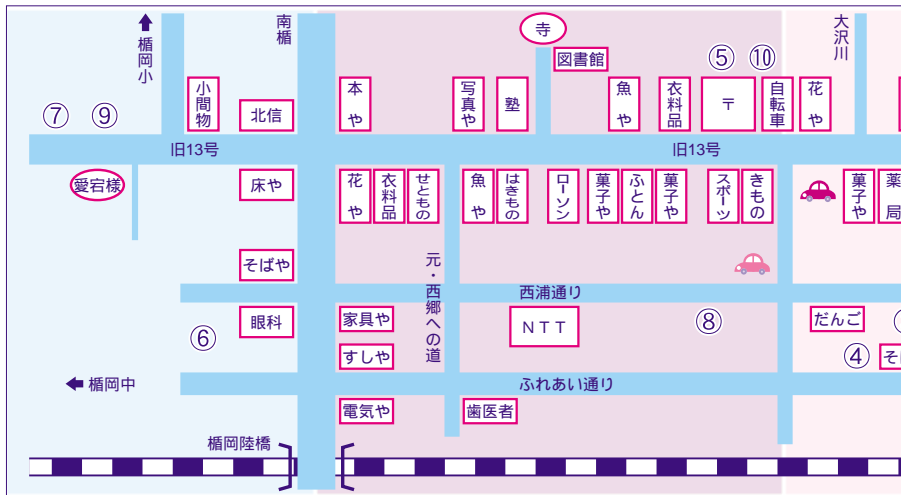 楯岡小
南楯
寺
大沢川
図書館
⑤
⑩
⑦
⑨
小間物
北信
本や
写真や
塾
魚や
衣料品
〒
自転車
花や
旧13号
旧13号
愛宕様
床や
花や
衣料品
せともの
魚や
はきもの
ローソン
菓子や
ふとん
菓子や
スポーツ
きもの
菓子や
薬局
そばや
元・西郷への道
西浦通り
眼科
⑥
家具や
NTT
⑧
だんご
すしや
④
そ
楯岡中
ふれあい通り
電気や
歯医者
楯岡陸橋